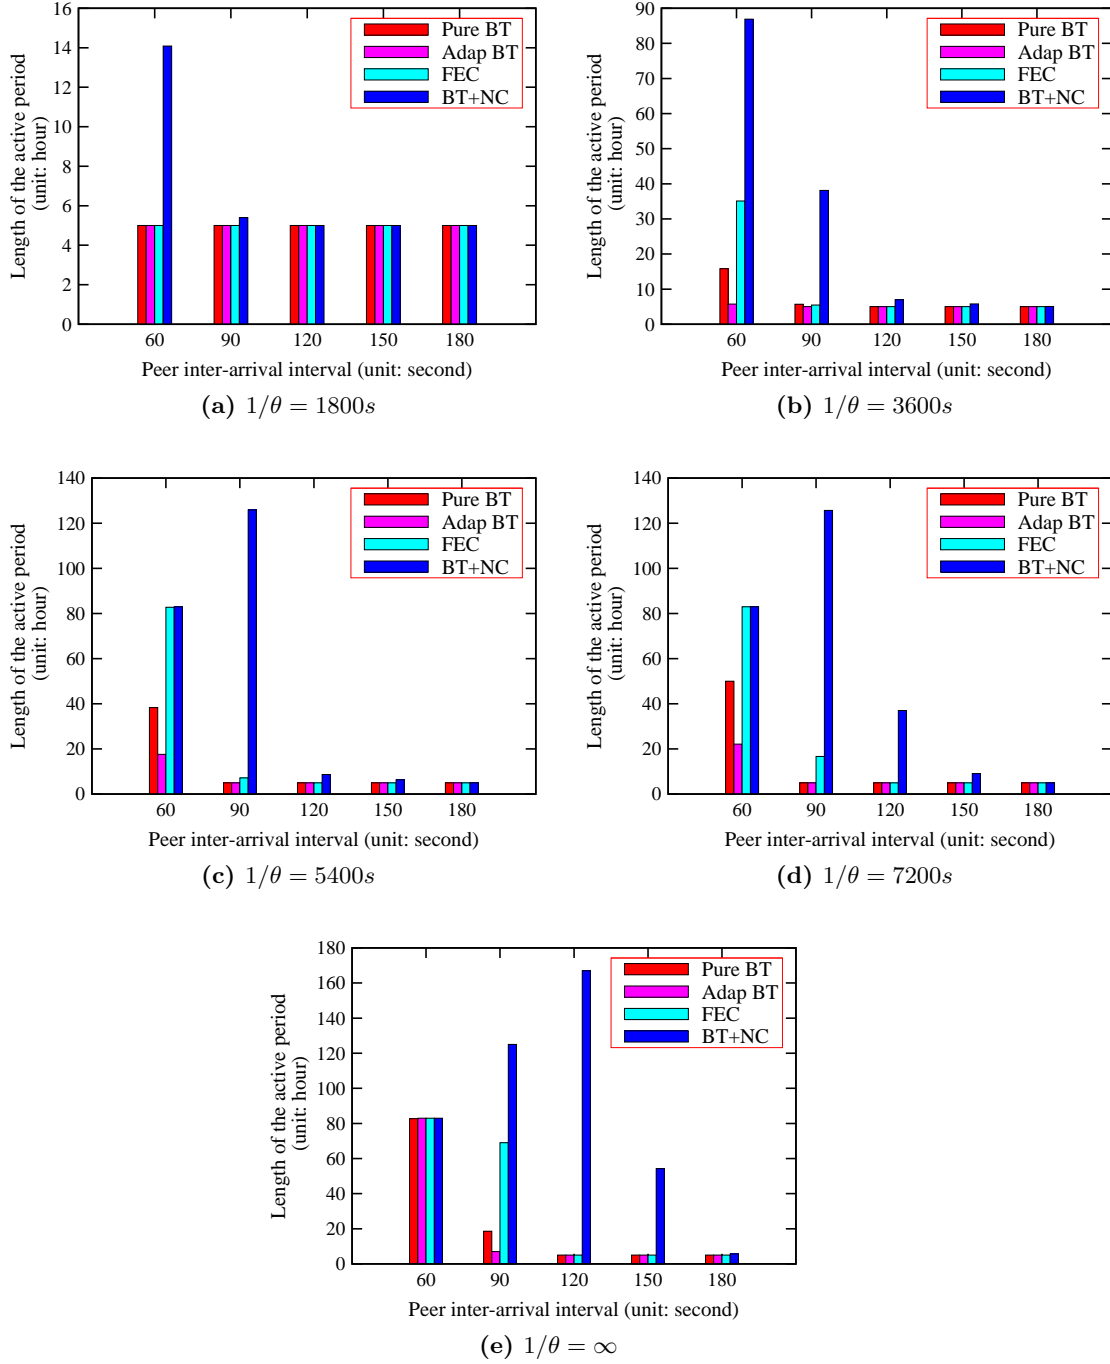 16
14
12
10
8
6
4
2
0
Length of the active period
(unit: hour)
Pure BT
Adap BT
FEC
BT+NC
60 90 120 150 180
Peer inter-arrival interval (unit: second)
(a) 1/θ = 1800s
90
80
70
60
50
40
30
20
10
0
Length of the active period
(unit: hour)
Pure BT
Adap BT
FEC
BT+NC
60 90 120 150 180
Peer inter-arrival interval (unit: second)
(b) 1/θ = 3600s
140
120
100
80
60
40
20
0
Length of the active period
(unit: hour)
Pure BT
Adap BT
FEC
BT+NC
60 90 120 150 180
Peer inter-arrival interval (unit: second)
(c) 1/θ = 5400s
140
120
100
80
60
40
20
0
Length of the active period
(unit: hour)
Pure BT
Adap BT
FEC
BT+NC
60 90 120 150 180
Peer inter-arrival interval (unit: second)
(d) 1/θ = 7200s
180
160
140
120
100
80
60
40
20
0
Length of the active period
(unit: hour)
Pure BT
Adap BT
FEC
BT+NC
60 90 120 150 180
Peer inter-arrival interval (unit: second)
(e) 1/θ = ∞